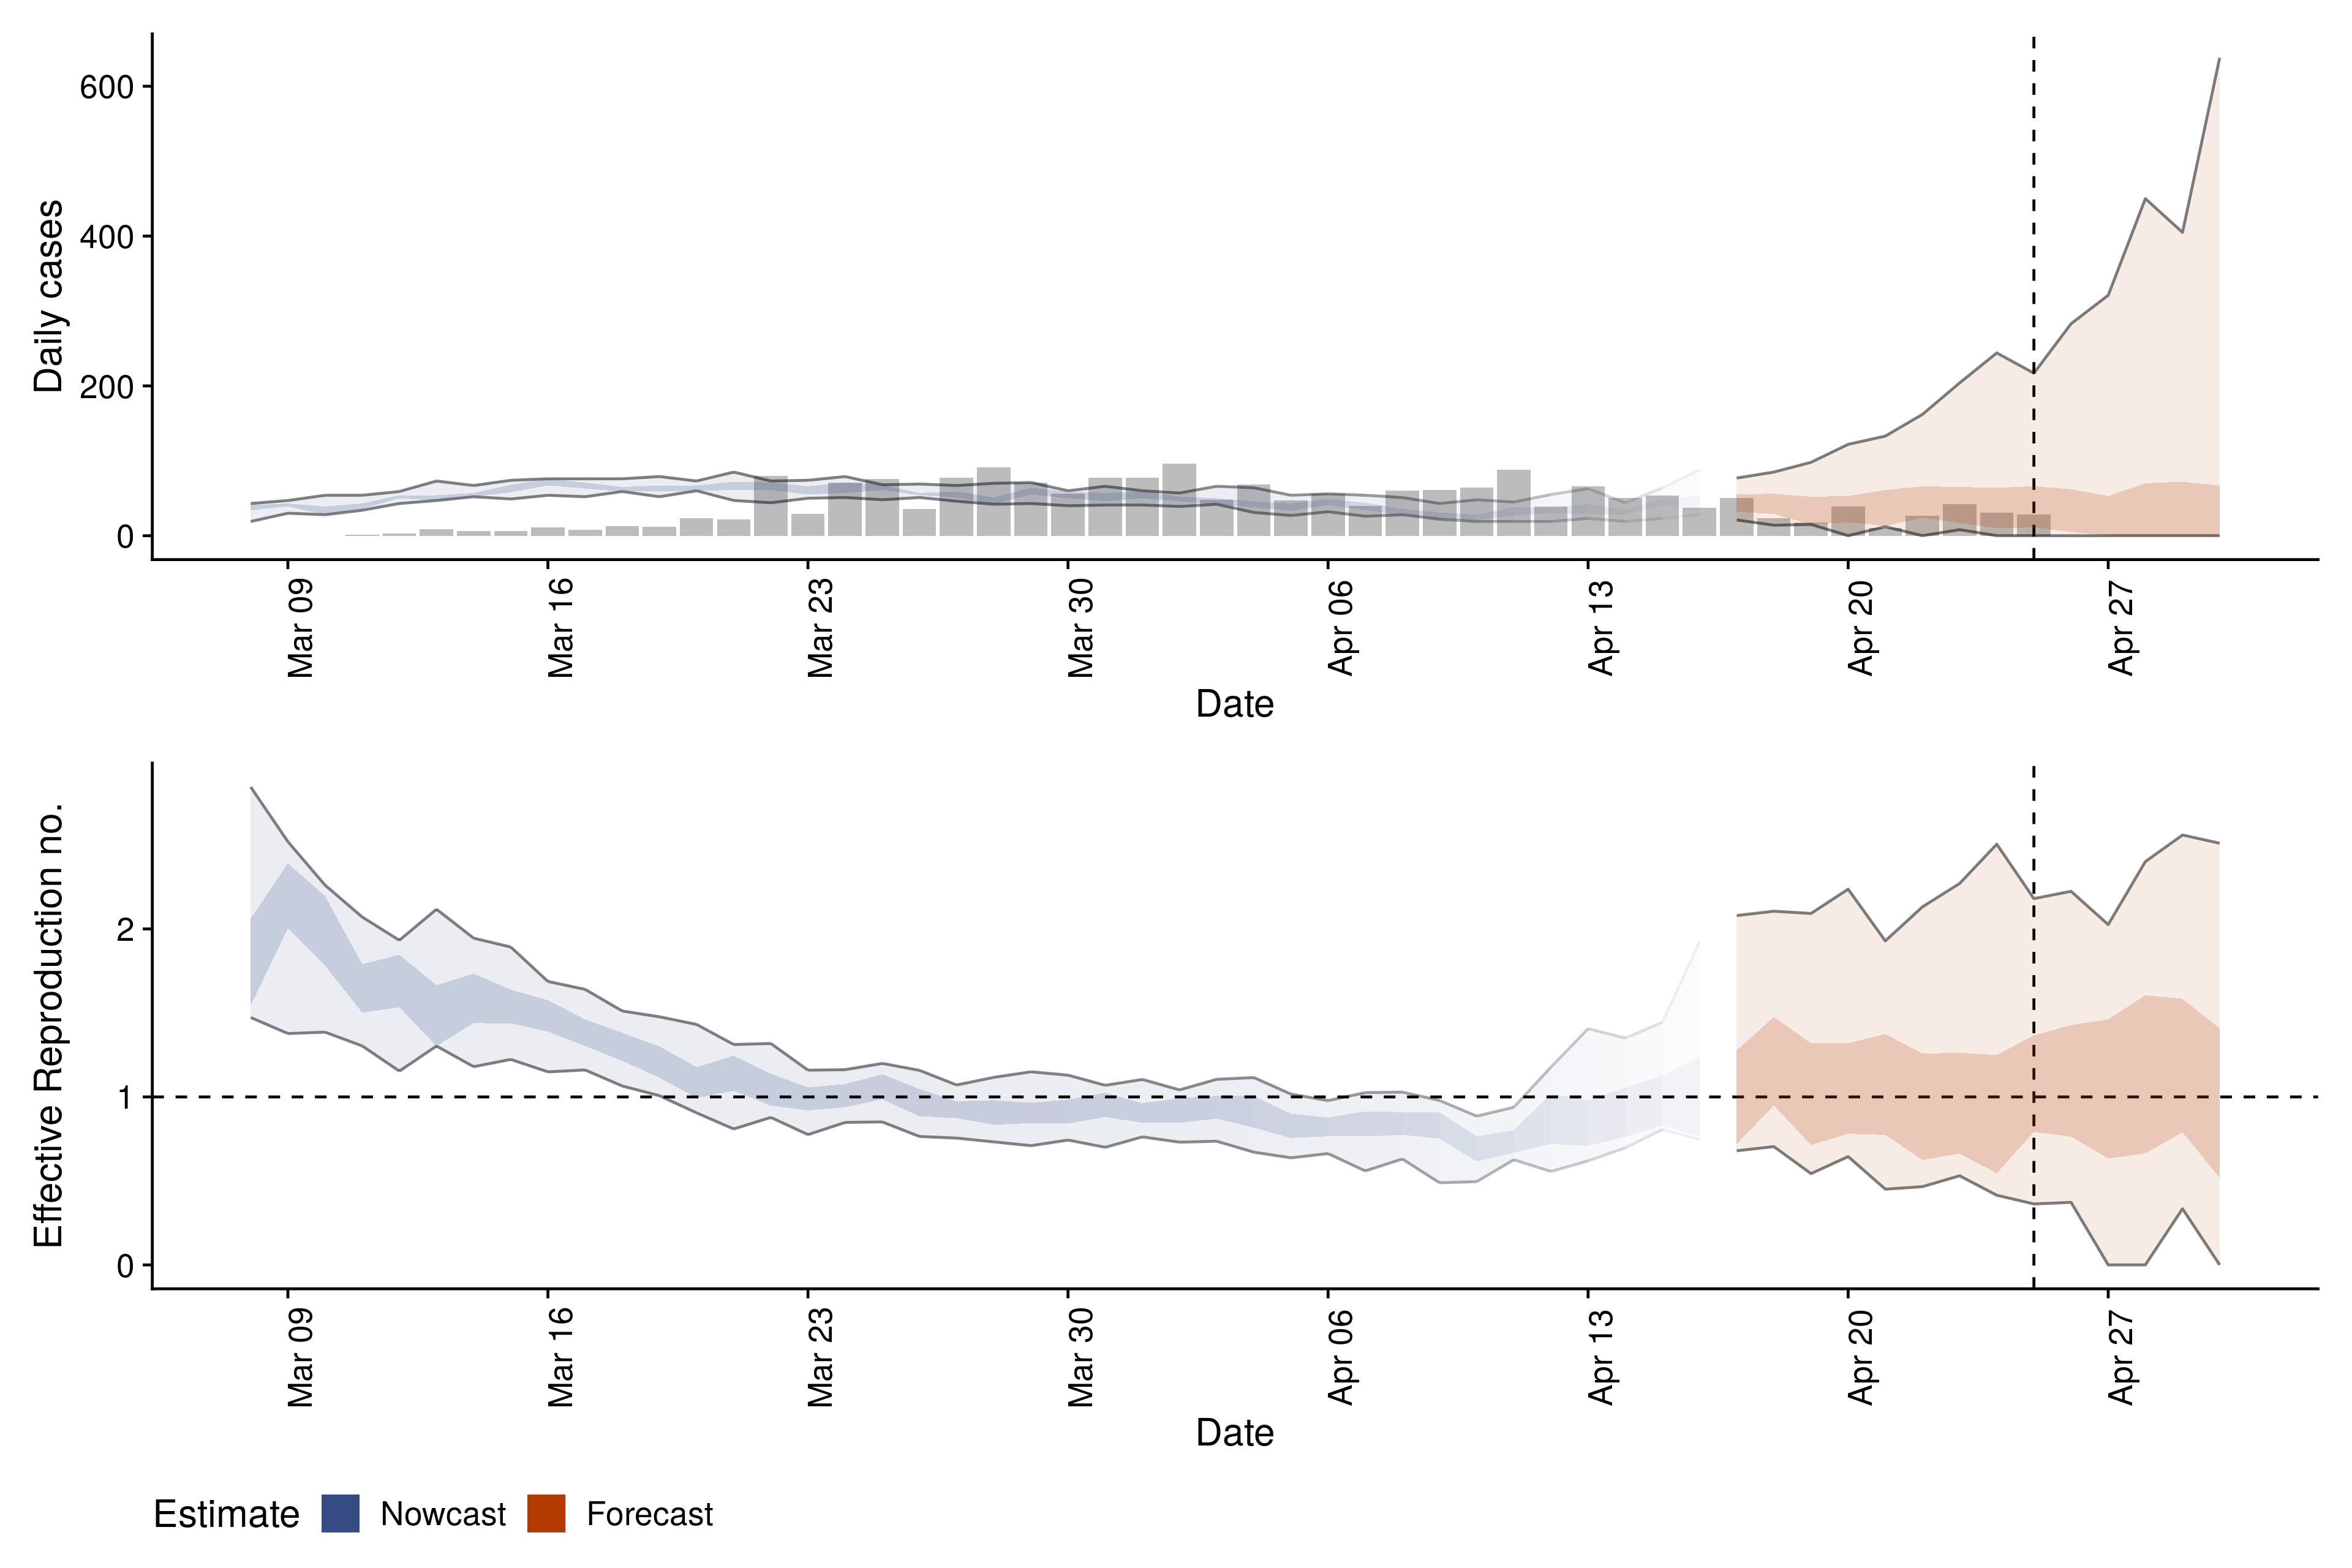 Daily cases
600
400
200
0
Mar 09
Mar 16
Mar 23
Mar 30
Apr 06
Apr 13
Apr 20
Apr 27
Date
Effective Reproduction no.
2
1
0
Mar 09
Mar 16
Mar 23
Mar 30
Apr 06
Apr 13
Apr 20
Apr 27
Date
Estimate Nowcast Forecast